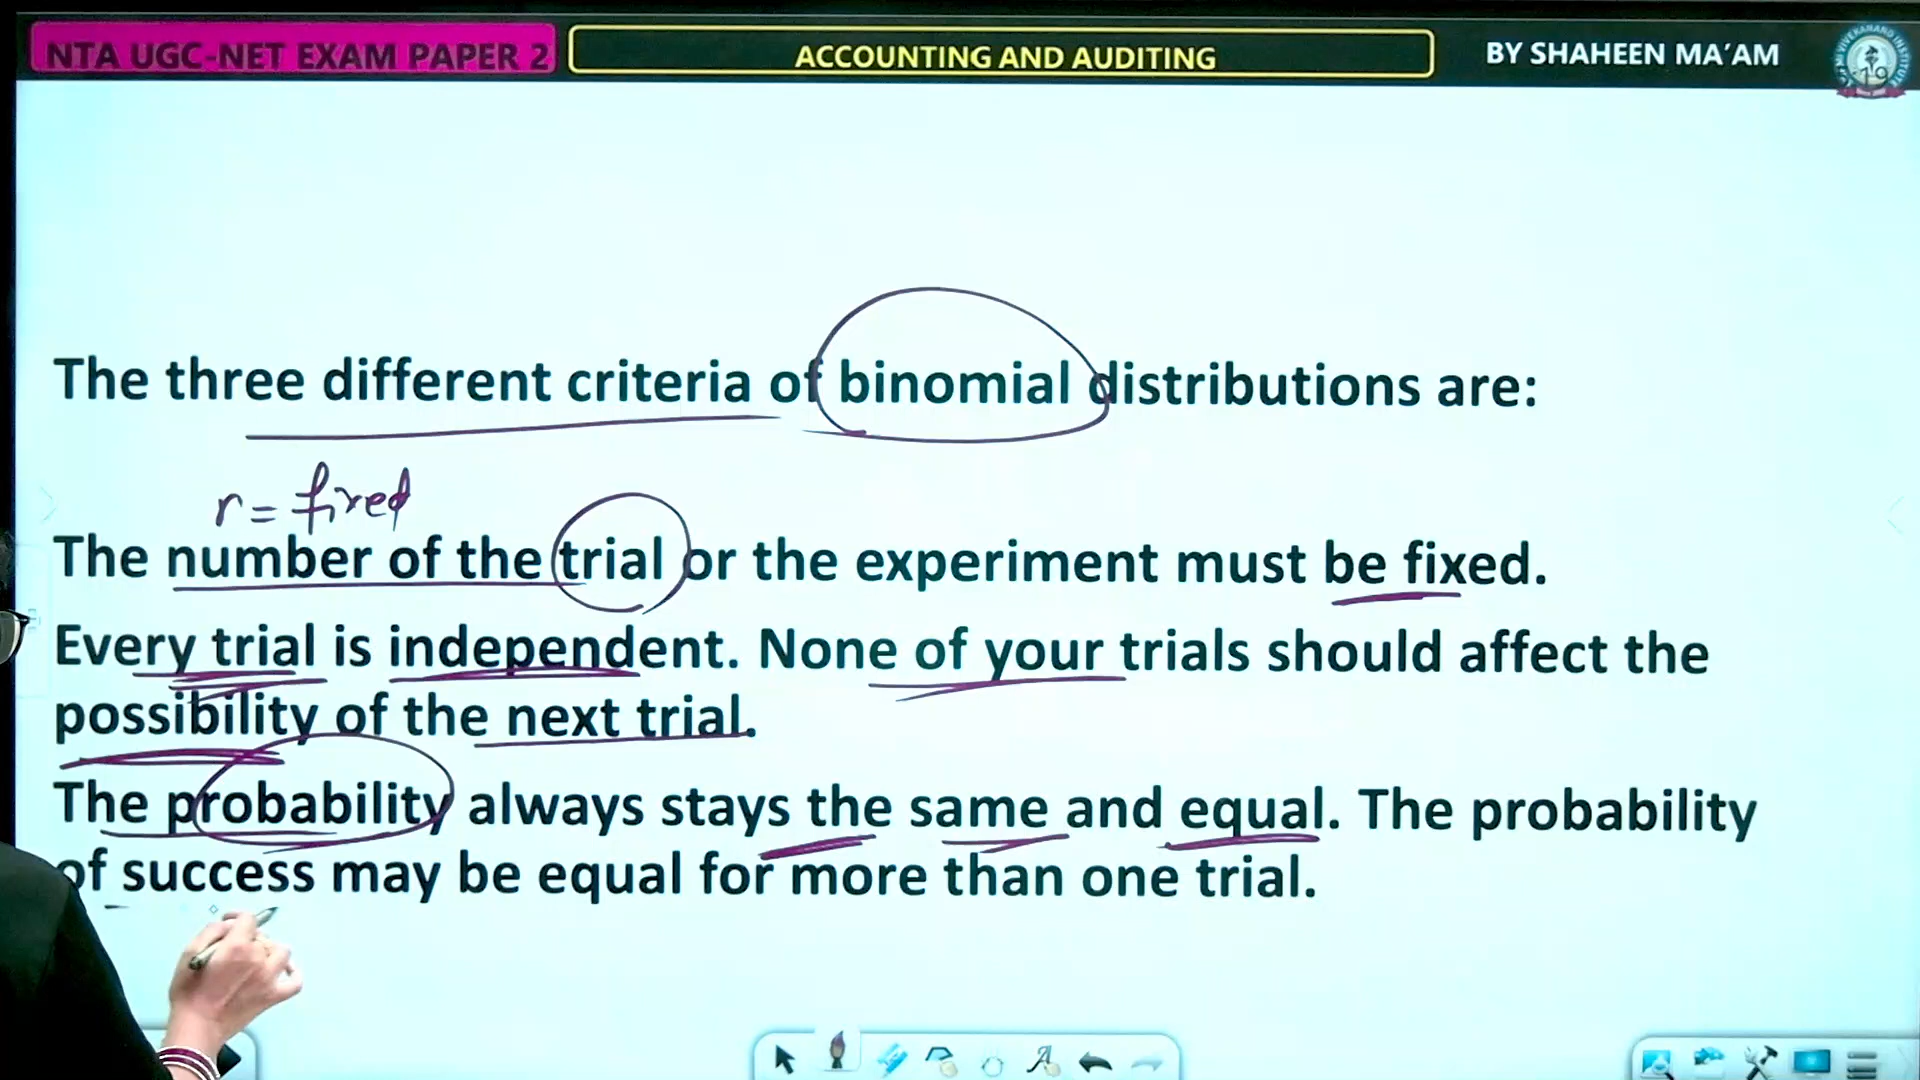 NTA UGC-NET EXAM PAPER 2
ACCOUNTING AND AUDITING
BY SHAHEEN MA'AM
The three different criteria of binomial distributions are:
r = fixed
The number of the trial or the experiment must be fixed.
Every trial is independent. None of your trials should affect the
possibility of the next trial.
The probability always stays the same and equal. The probability
of success may be equal for more than one trial.